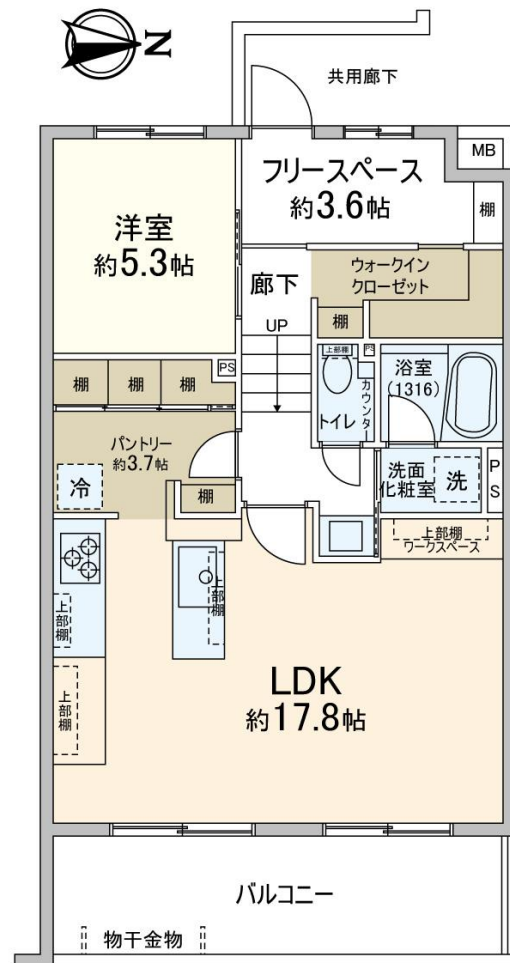 N
共用廊下
MB
フリースペース
約3.6帖
棚
洋室
約5.3帖
廊下
ウォークイン
クローゼット
棚
UP
PS
上部棚
PS
カウンター
トイレ
浴室
(1316)
棚
棚
棚
パントリー
約3.7帖
冷
棚
洗面
化粧室
洗
PS
上部棚
ワークスペース
上部棚
上部棚
上部棚
LDK
約17.8帖
バルコニー
物干金物